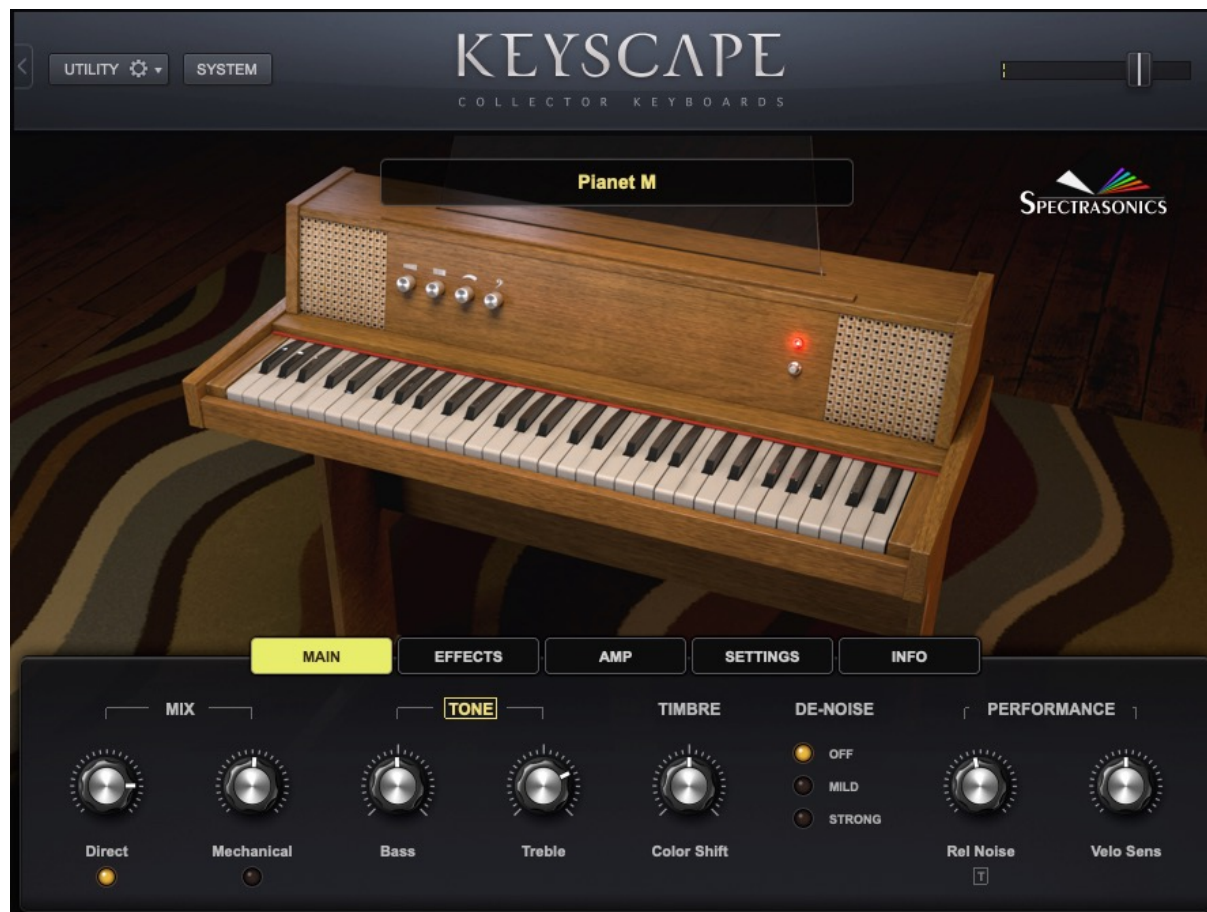 UTILITY
SYSTEM
KEYSCAPE
COLLECTOR KEYBOARDS
Pianet M
SPECTRASONICS
MAIN
EFFECTS
AMP
SETTINGS
INFO
MIX
TONE
TIMBRE
DE-NOISE
PERFORMANCE
OFF
MILD
STRONG
Direct
Mechanical
Bass
Treble
Color Shift
Rel Noise
Velo Sens
T